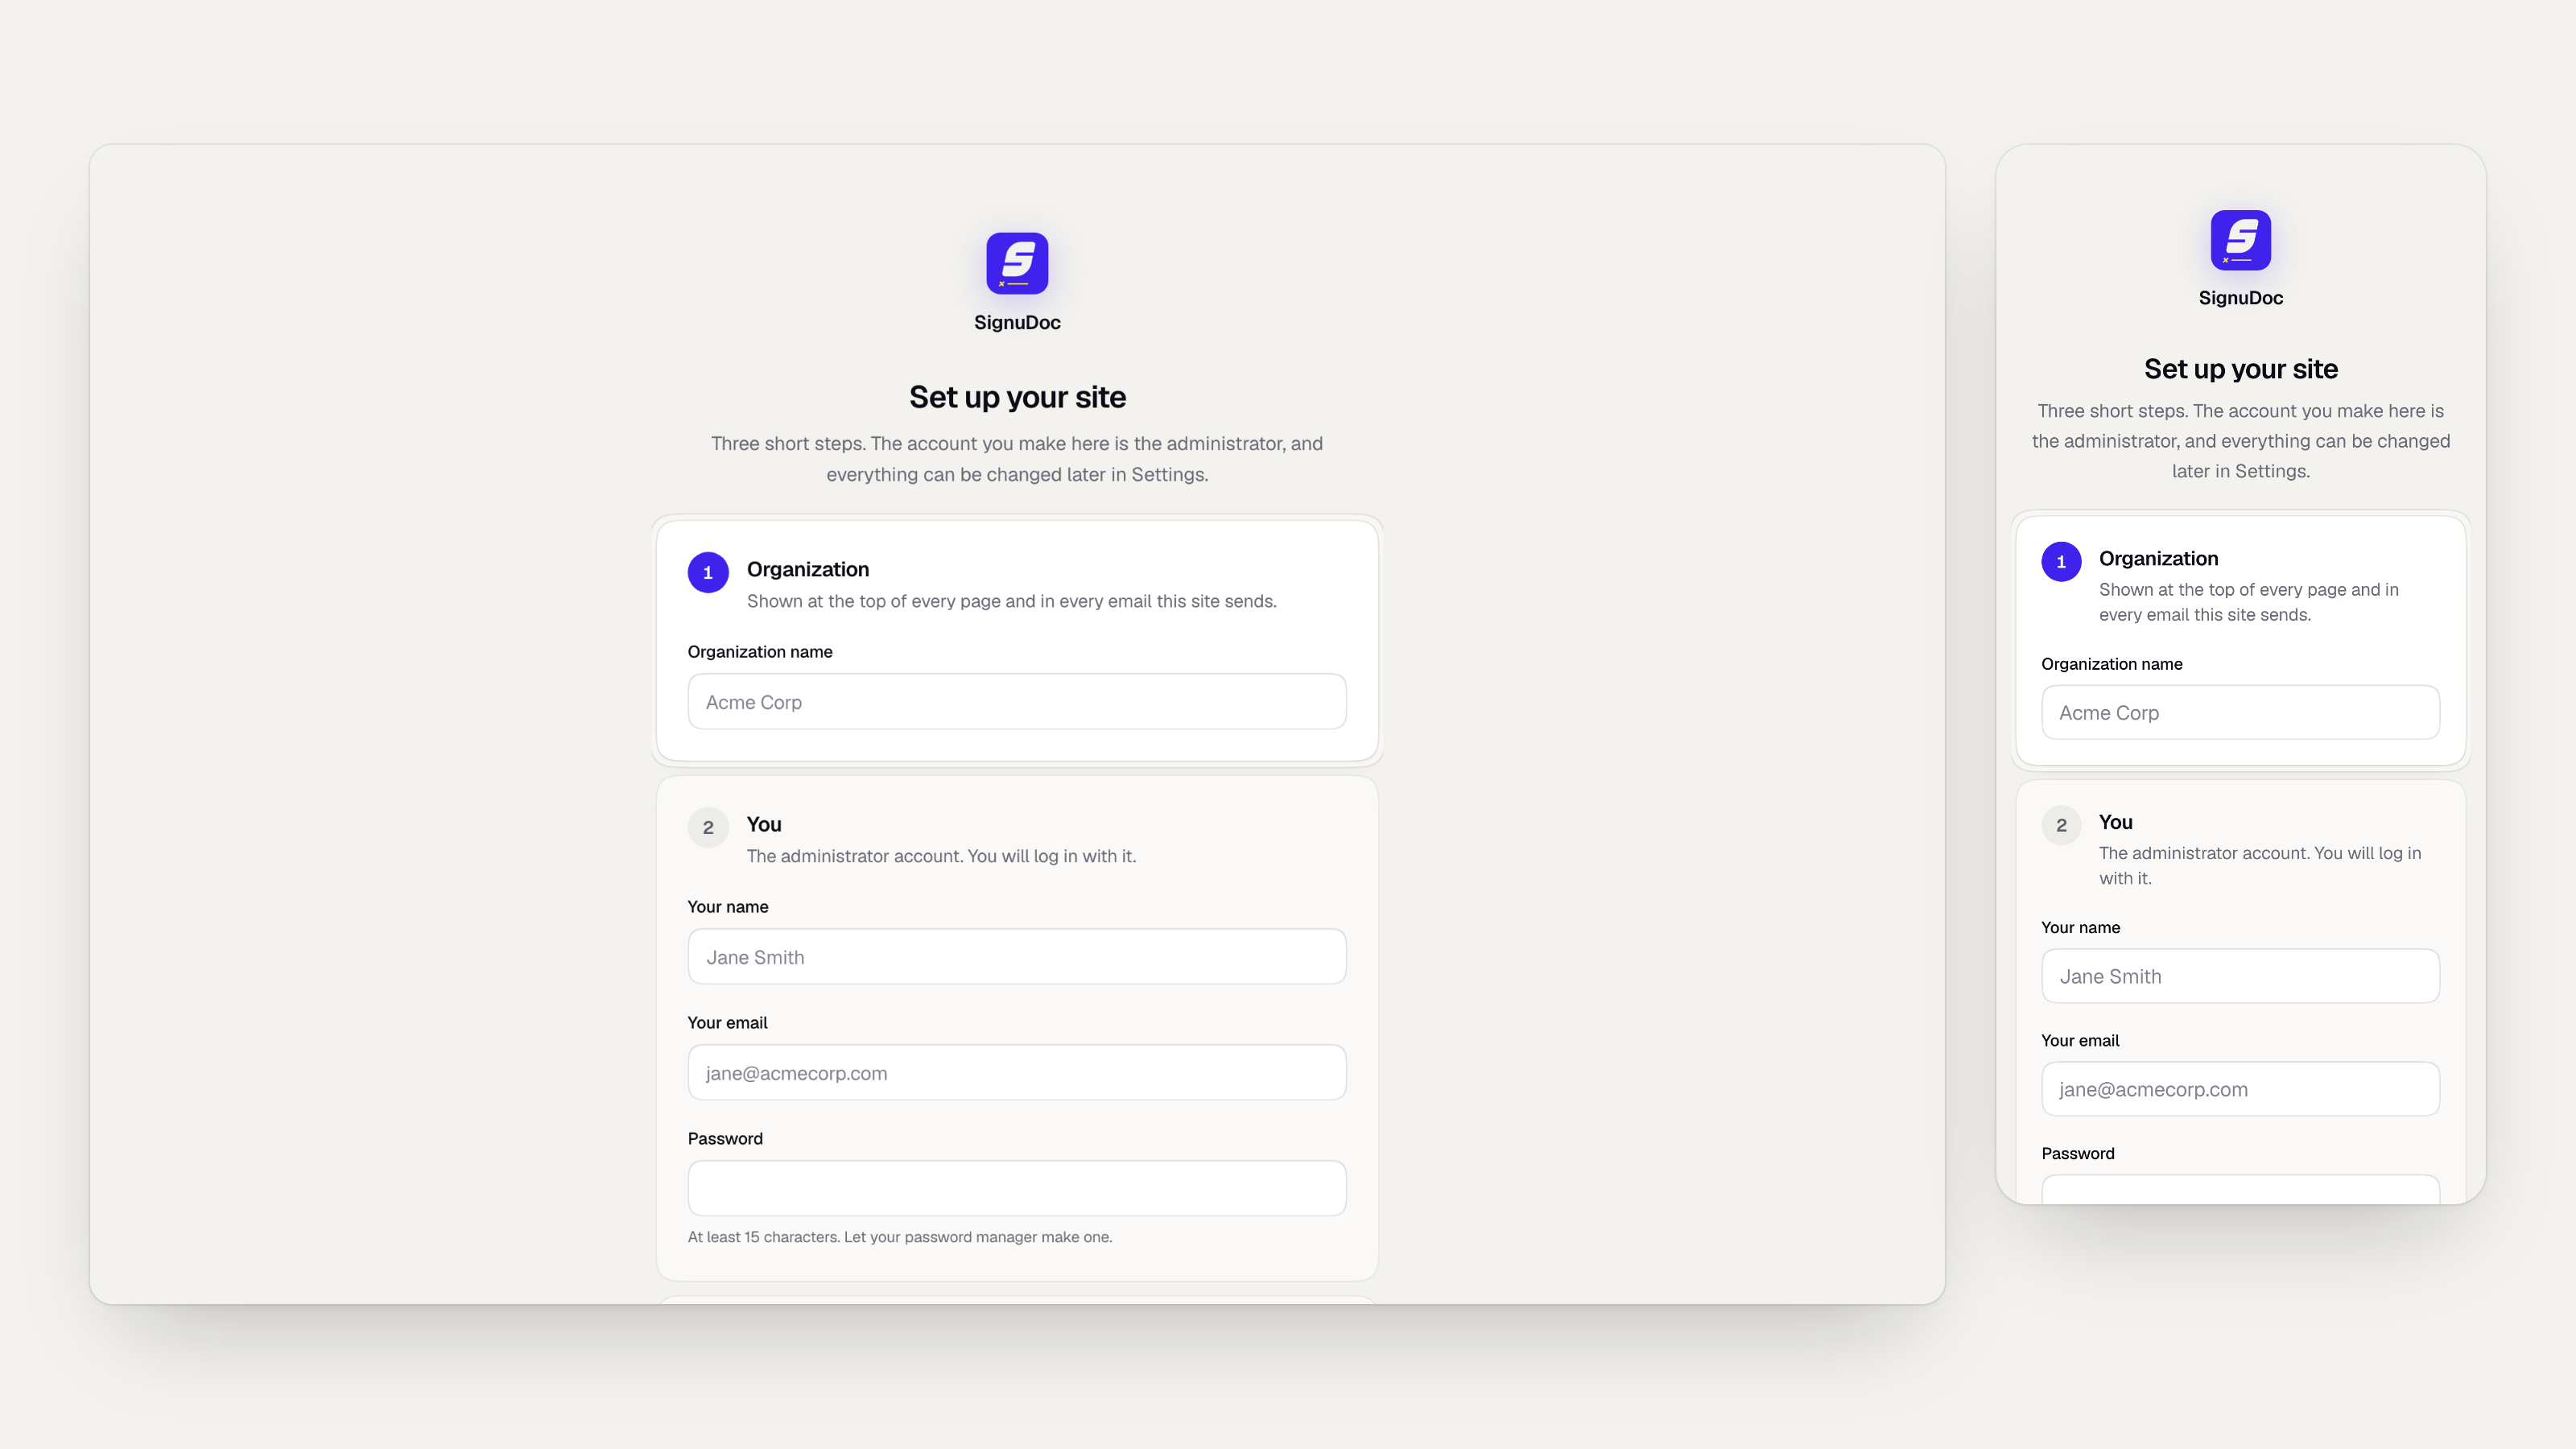 SignuDoc
Set up your site
Three short steps. The account you make here is the administrator, and
everything can be changed later in Settings.
1
Organization
Shown at the top of every page and in every email this site sends.
Organization name
Acme Corp
2
You
The administrator account. You will log in with it.
Your name
Jane Smith
Your email
jane@acmecorp.com
Password
At least 15 characters. Let your password manager make one.
SignuDoc
Set up your site
Three short steps. The account you make here is
the administrator, and everything can be changed
later in Settings.
1
Organization
Shown at the top of every page and in
every email this site sends.
Organization name
Acme Corp
2
You
The administrator account. You will log in
with it.
Your name
Jane Smith
Your email
jane@acmecorp.com
Password